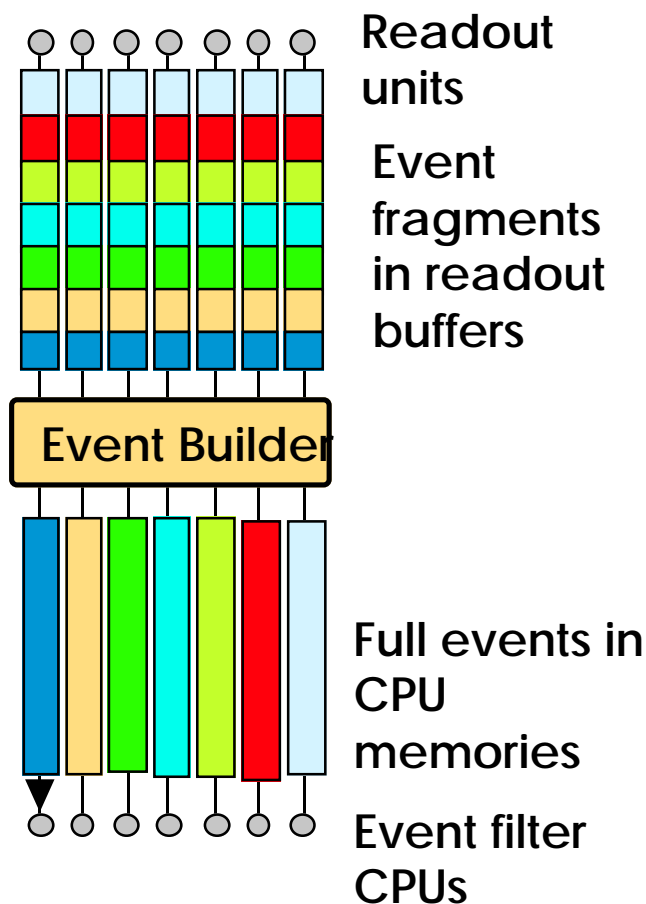 Readout
units
Event
fragments
in readout
buffers
Event Builder
Full events in
CPU
memories
Event filter
CPUs